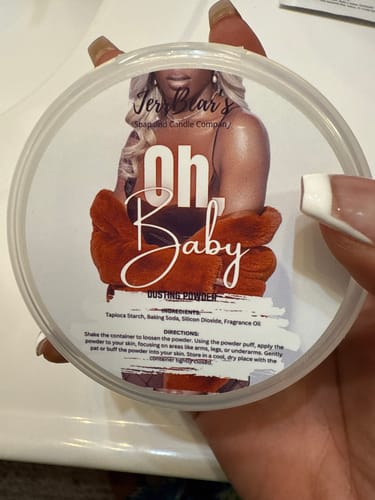 JerrBear's
Soap and Candle Company
Oh,
Baby
DUSTING POWDER
INGREDIENTS:
Tapioca Starch, Baking Soda, Silicon Dioxide, Fragrance Oil
DIRECTIONS:
Shake the container to loosen the powder. Using the powder puff, apply the
powder to your skin, focusing on areas like arms, legs, or underarms. Gently
pat or buff the powder into your skin. Store in a cool, dry place with the
container tightly closed.